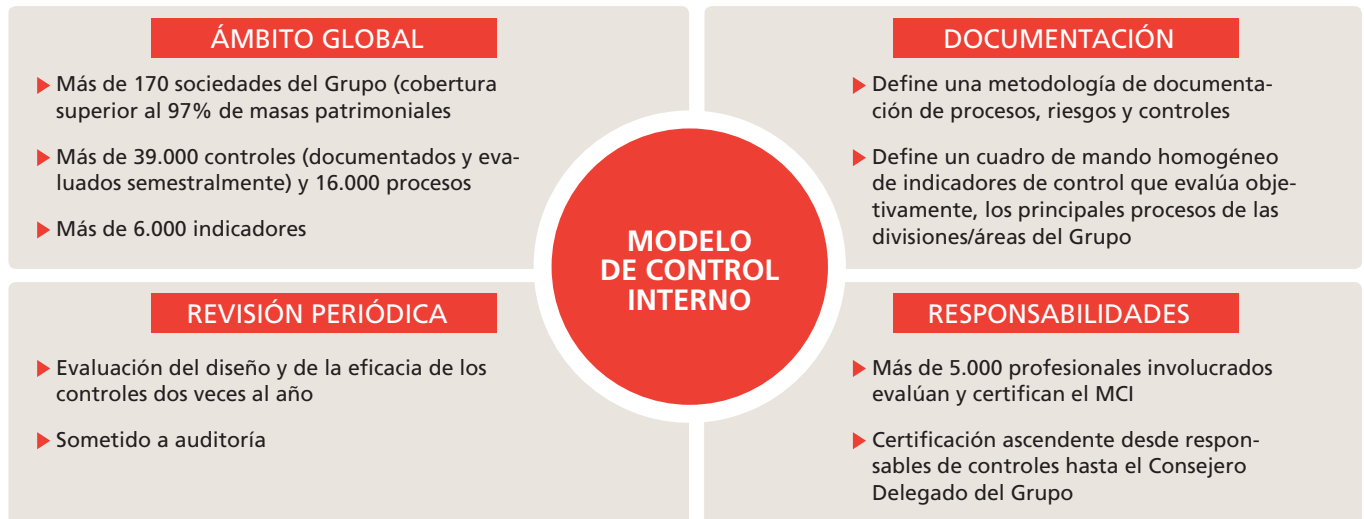 ÁMBITO GLOBAL
Más de 170 sociedades del Grupo (cobertura
superior al 97% de masas patrimoniales
Más de 39.000 controles (documentados y eva-
luados semestralmente) y 16.000 procesos
Más de 6.000 indicadores
DOCUMENTACIÓN
Define una metodología de documenta-
ción de procesos, riesgos y controles
Define un cuadro de mando homogéneo
de indicadores de control que evalúa obje-
tivamente, los principales procesos de las
divisiones/áreas del Grupo
MODELO
DE CONTROL
INTERNO
REVISIÓN PERIÓDICA
Evaluación del diseño y de la eficacia de los
controles dos veces al año
Sometido a auditoría
RESPONSABILIDADES
Más de 5.000 profesionales involucrados
evalúan y certifican el MCI
Certificación ascendente desde respon-
sables de controles hasta el Consejero
Delegado del Grupo